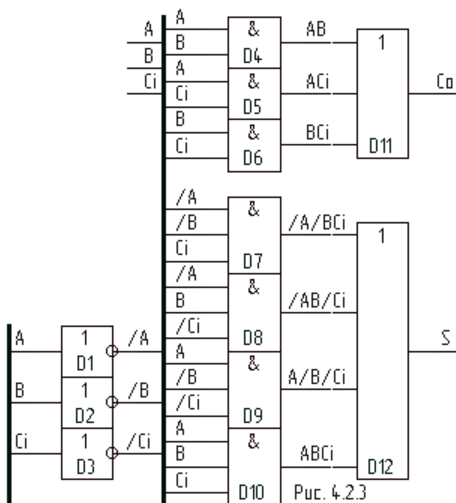 A
B
Ci
A
B
&
D4
AB
A
Ci
&
D5
ACi
B
Ci
&
D6
BCi
1
D11
Co
/A
/B
Ci
&
D7
/A/BCi
/A
B
/Ci
&
D8
/AB/Ci
A
/B
/Ci
&
D9
A/B/Ci
A
B
Ci
&
D10
ABCi
1
D12
S
A
1
D1
/A
B
1
D2
/B
Ci
1
D3
/Ci
Рис. 4.2.3